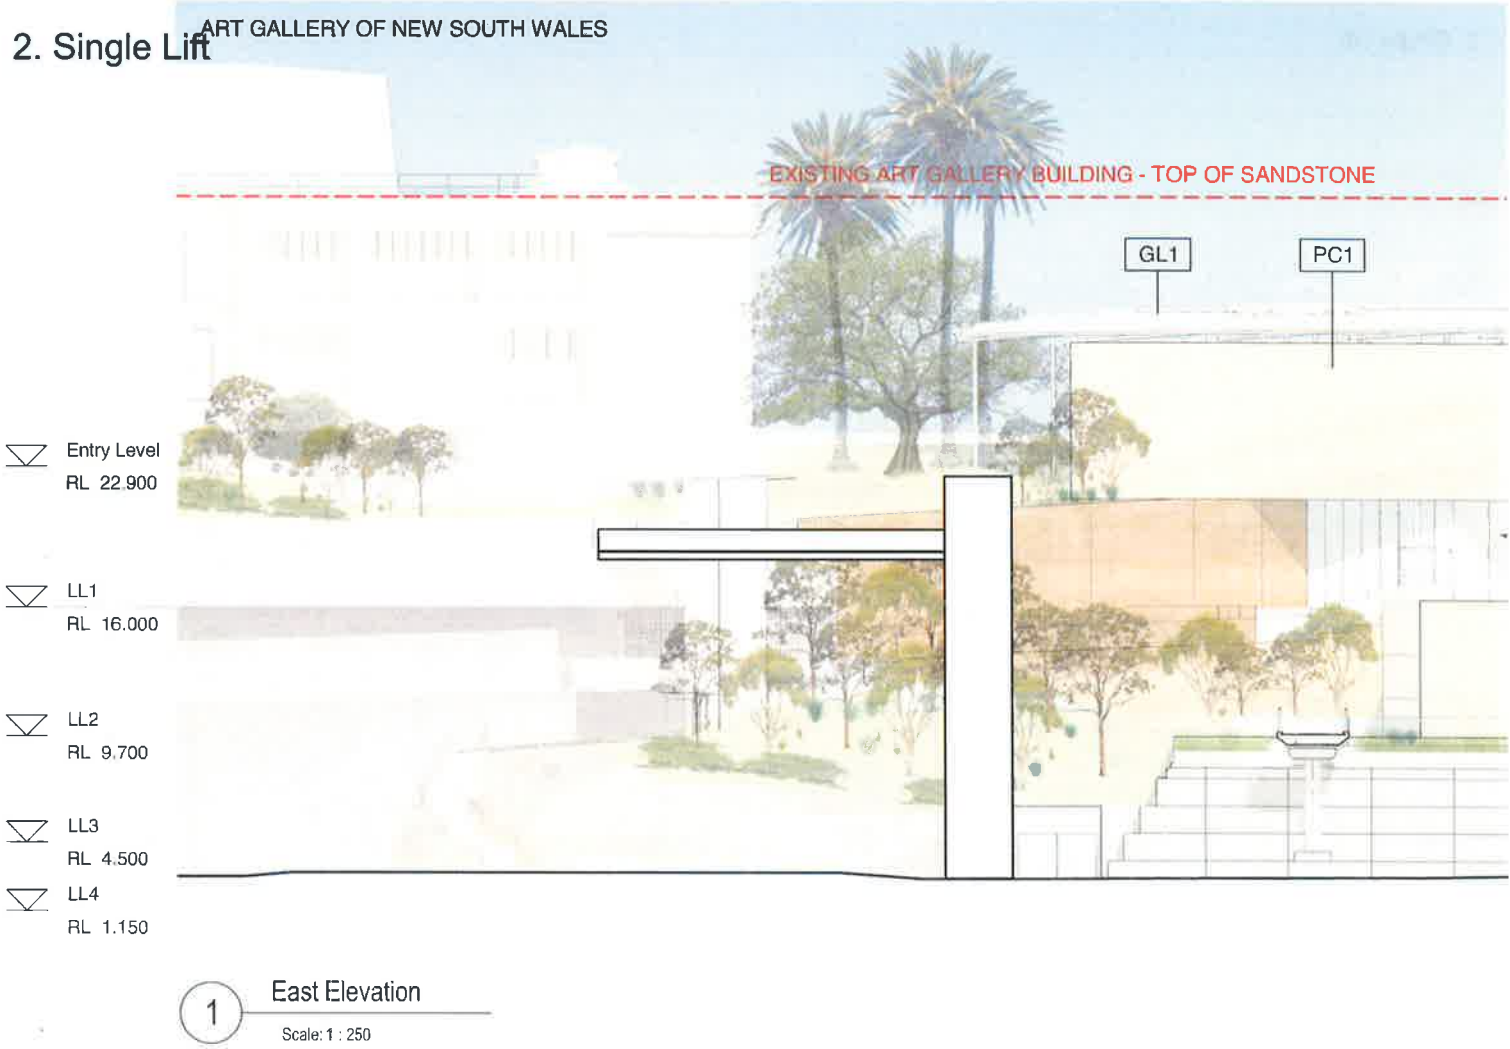 ART GALLERY OF NEW SOUTH WALES
2. Single Lift
EXISTING ART GALLERY BUILDING - TOP OF SANDSTONE
GL1
PC1
Entry Level
RL 22.900
LL1
RL 16.000
LL2
RL 9.700
LL3
RL 4.500
LL4
RL 1.150
1
East Elevation
Scale: 1 : 250